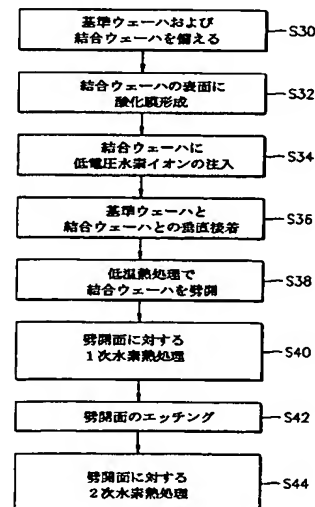 基準ウェーハおよび
結合ウェーハを備える
S30
結合ウェーハの表面に
酸化膜形成
S32
結合ウェーハに
低電圧水素イオンの注入
S34
基準ウェーハと
結合ウェーハとの垂直接着
S36
低温熱処理で
結合ウェーハを劈開
S38
劈開面に対する
1次水素熱処理
S40
劈開面のエッチング
S42
劈開面に対する
2次水素熱処理
S44